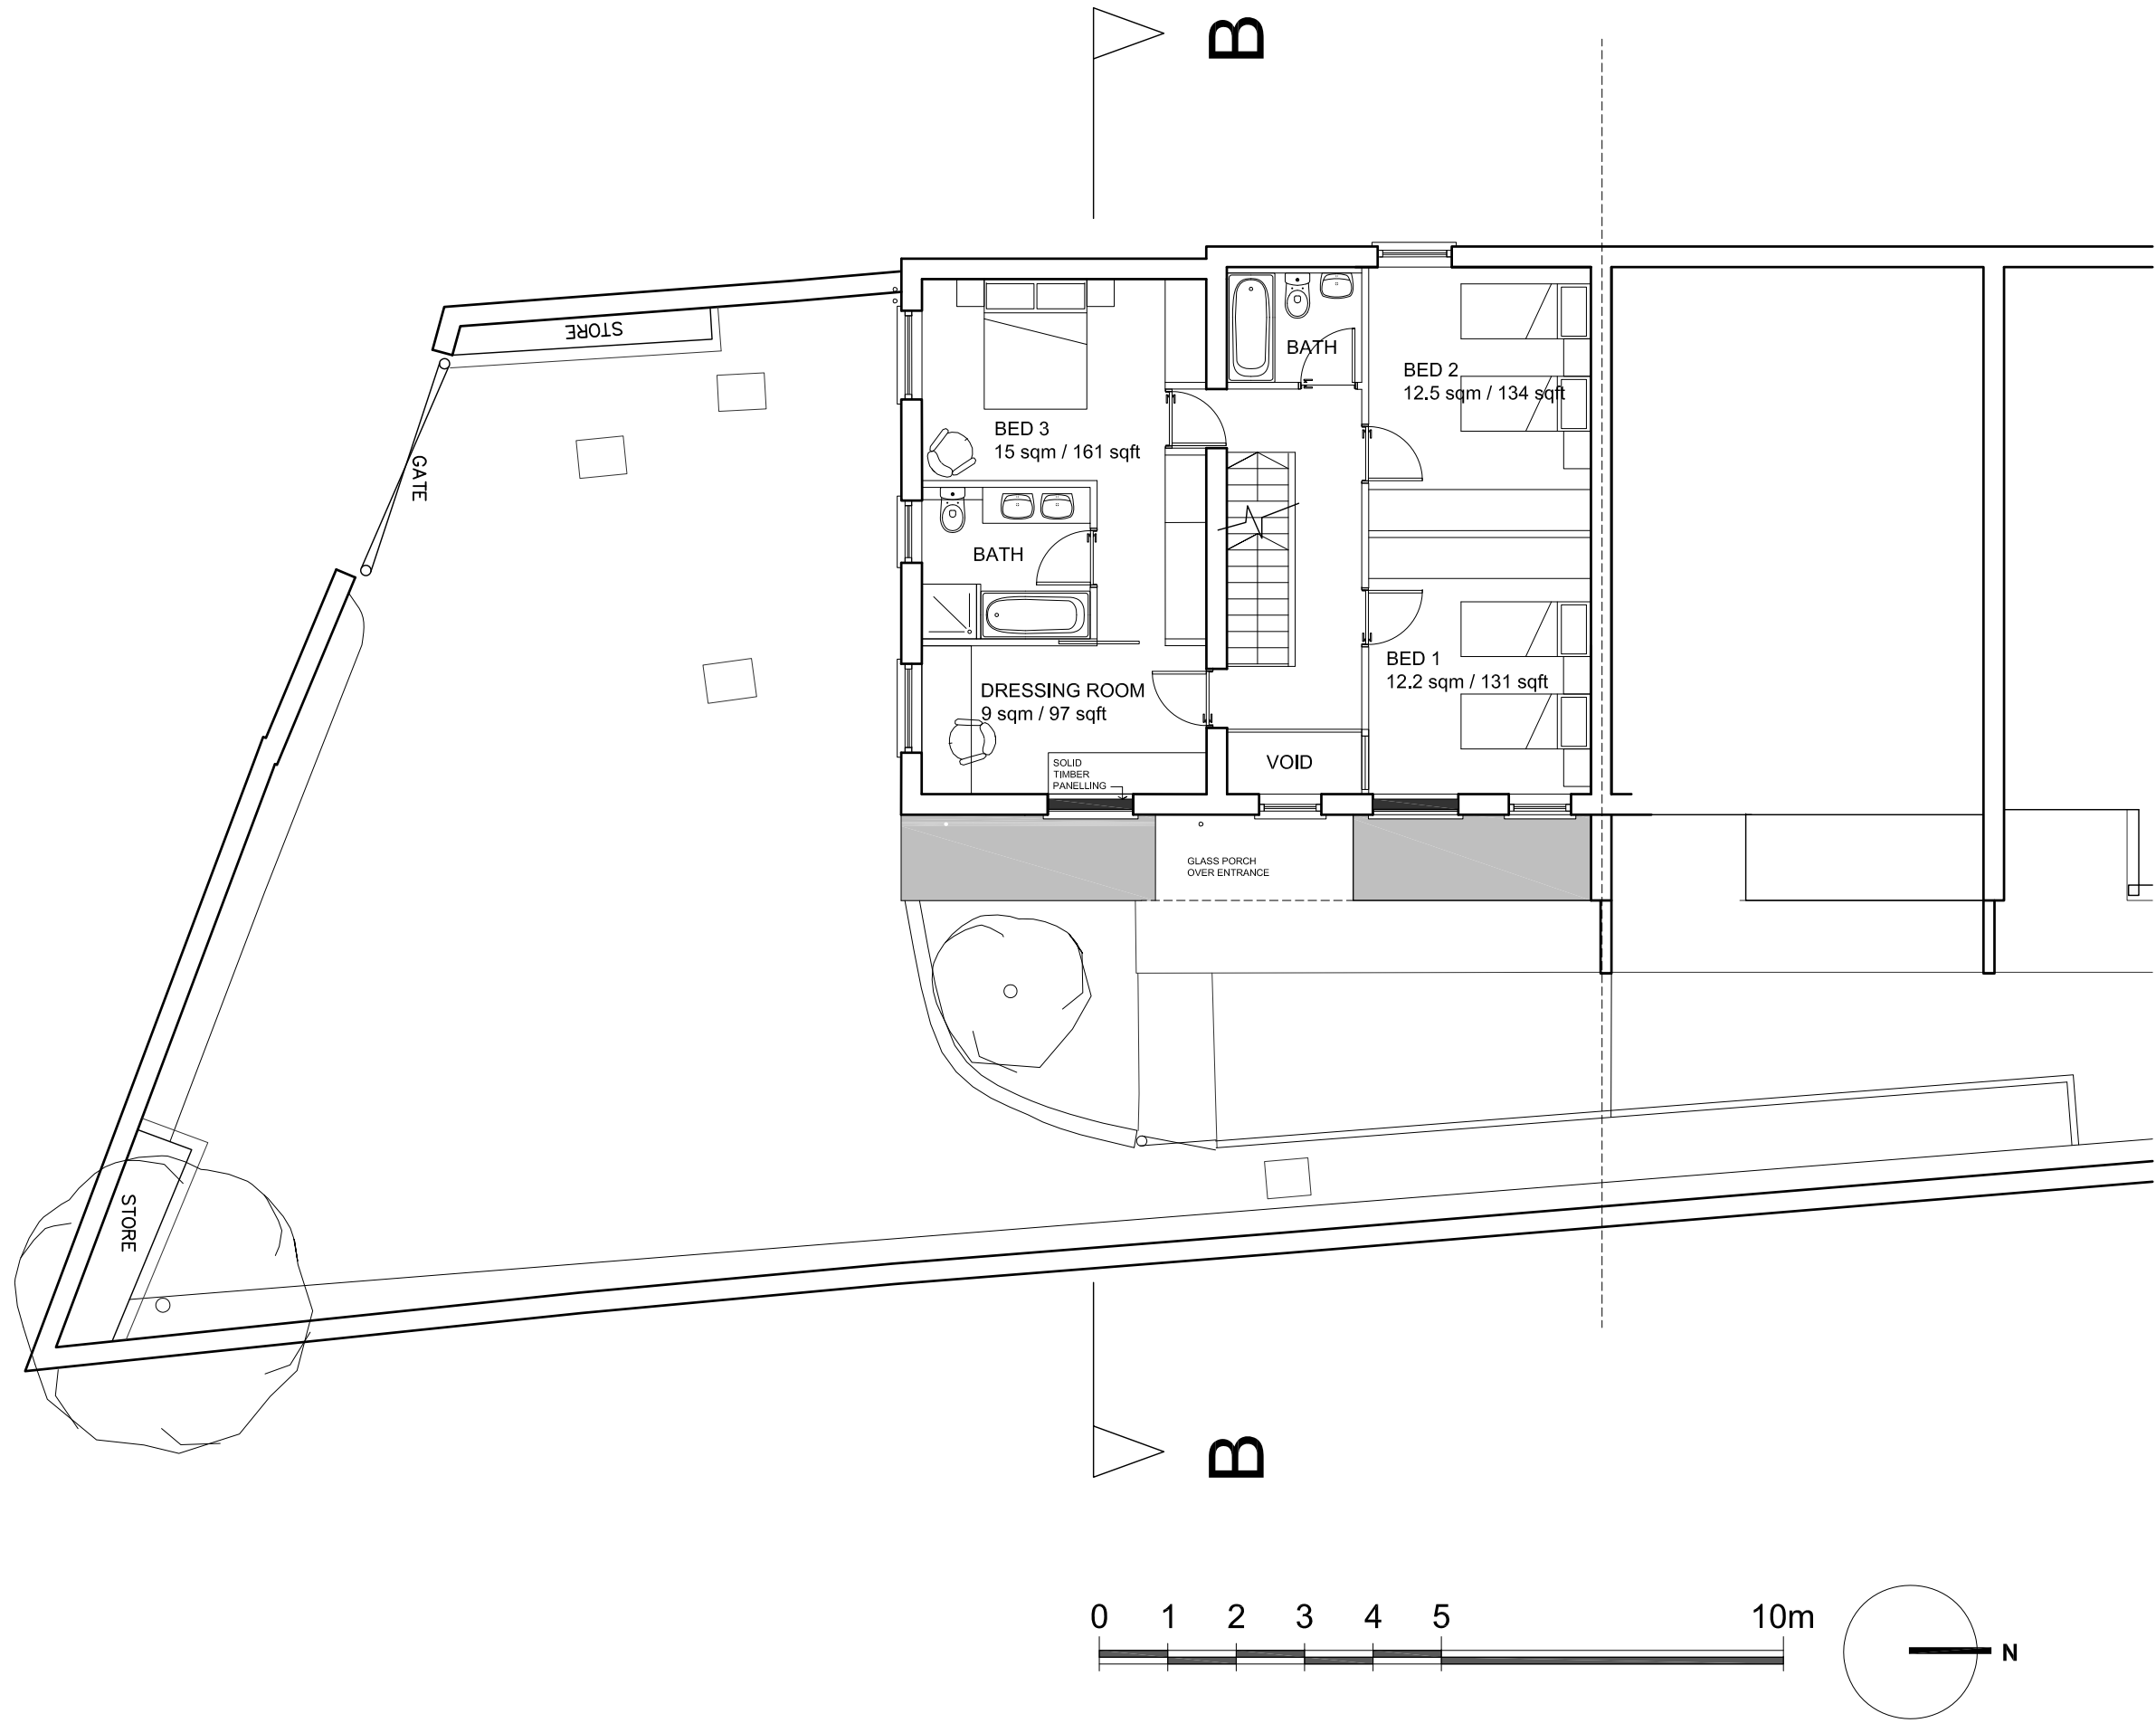 B
STORE
GATE
BATH
BED 2
12.5 sqm / 134 sqft
BED 3
15 sqm / 161 sqft
BATH
BED 1
12.2 sqm / 131 sqft
DRESSING ROOM
9 sqm / 97 sqft
VOID
SOLID
TIMBER
PANELLING
GLASS PORCH
OVER ENTRANCE
STORE
B
0 1 2 3 4 5 10m
N